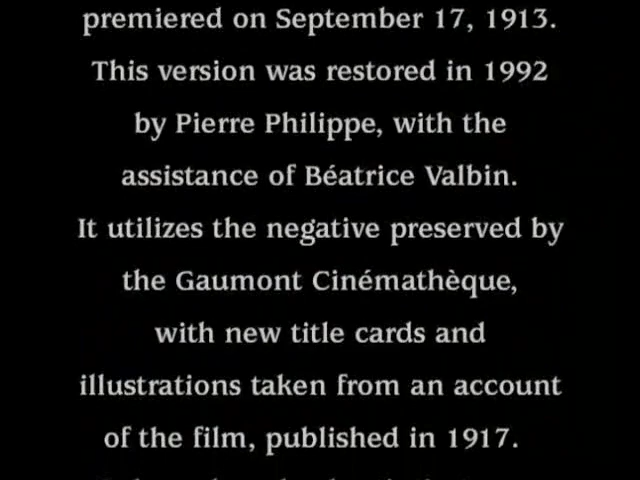 premiered on September 17, 1913.
This version was restored in 1992
by Pierre Philippe, with the
assistance of Béatrice Valbin.
It utilizes the negative preserved by
the Gaumont Cinémathèque,
with new title cards and
illustrations taken from an account
of the film, published in 1917.